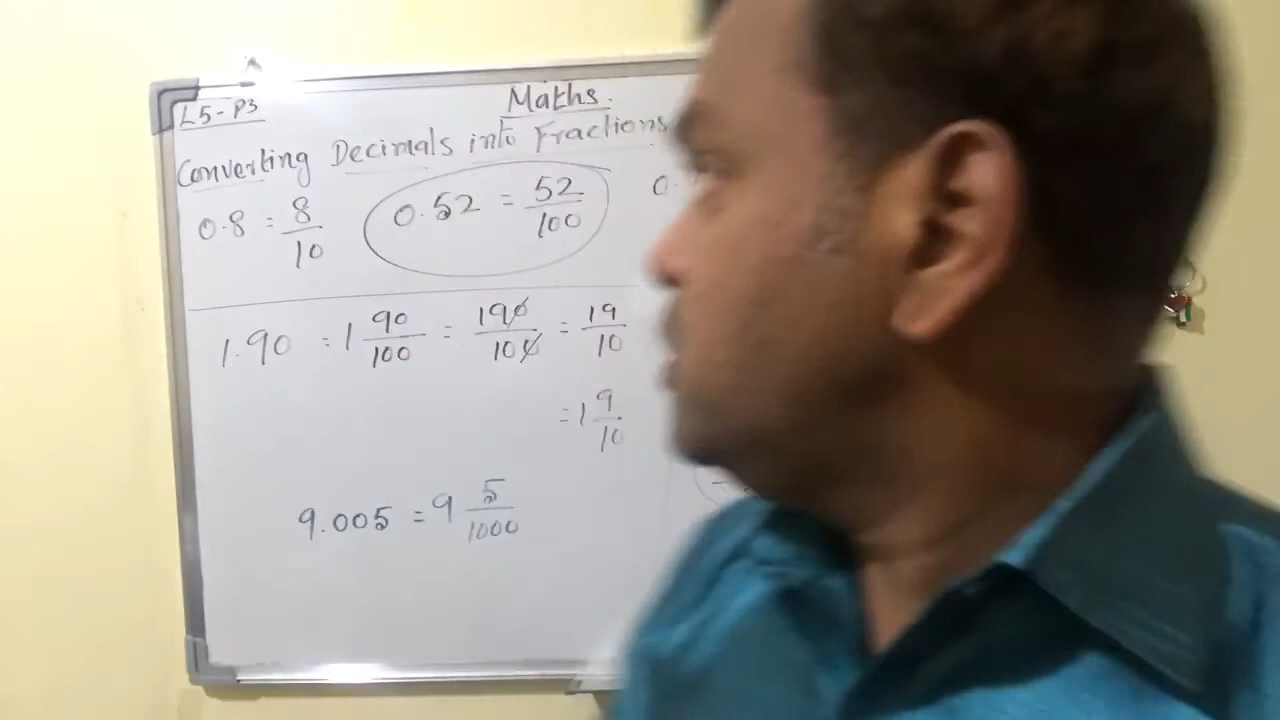 L5-P3
Maths.
Converting Decimals into Fractions
0.8 = 8/10
0.52 = 52/100
0.
1.90 = 1 90/100 = 190/100 = 19/10
= 1 9/10
9.005 = 9 5/1000